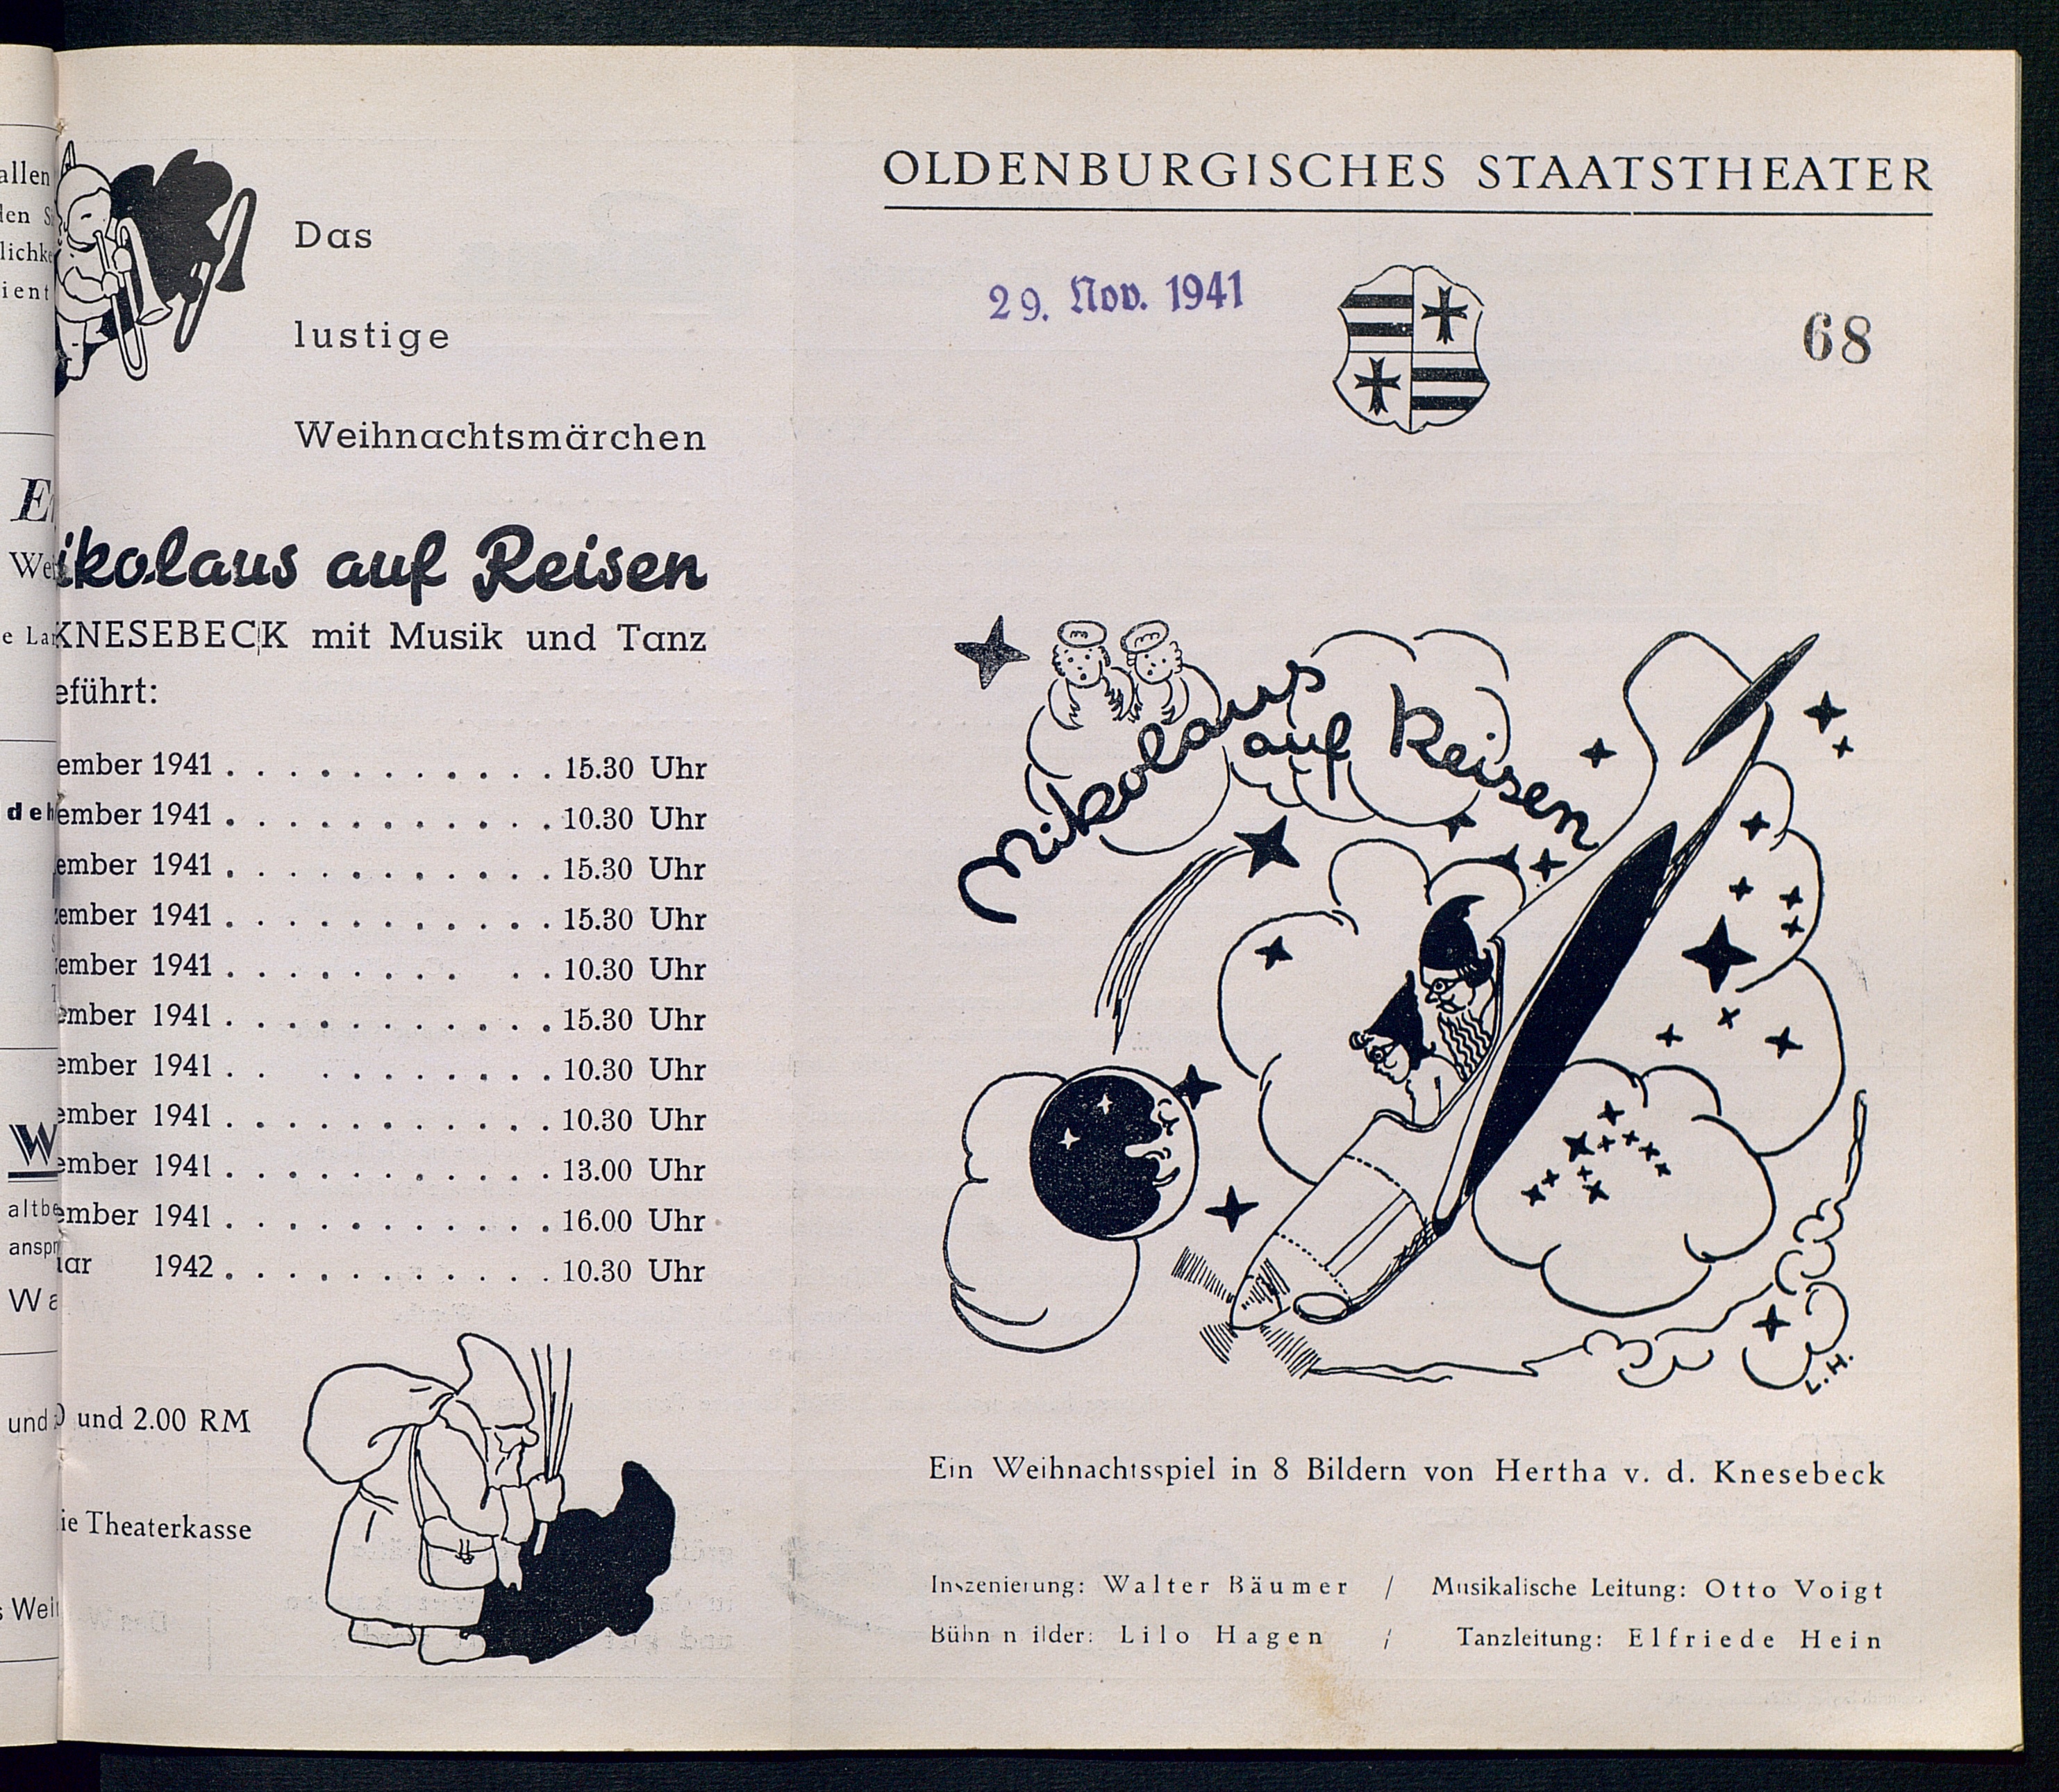 allen
ient
Das
lustige
Weihnachtsmärchen
ikolaus auf Reisen
KNESEBECK mit Musik und Tanz
eführt:
ember 1941 . . . . . . . . . . . 15.30 Uhr
ember 1941 . . . . . . . . . . . 10.30 Uhr
ember 1941 . . . . . . . . . . . 15.30 Uhr
ember 1941 . . . . . . . . . . . 15.30 Uhr
ember 1941 . . . . . . . . . . 10.30 Uhr
ember 1941 . . . . . . . . . . . 15.30 Uhr
ember 1941 . . . . . . . . . . 10.30 Uhr
ember 1941 . . . . . . . . . . . 10.30 Uhr
ember 1941 . . . . . . . . . . . 13.00 Uhr
ember 1941 . . . . . . . . . . . 16.00 Uhr
uar 1942 . . . . . . . . . . . 10.30 Uhr
und 2.00 RM
ie Theaterkasse
OLDENBURGISCHES STAATSTHEATER
29. Nov. 1941
68
Nikolaus
auf Reisen
L.H.
Ein Weihnachtsspiel in 8 Bildern von Hertha v. d. Knesebeck
Inszenierung: Walter Bäumer / Musikalische Leitung: Otto Voigt
Bühn n ilder: Lilo Hagen / Tanzleitung: Elfriede Hein